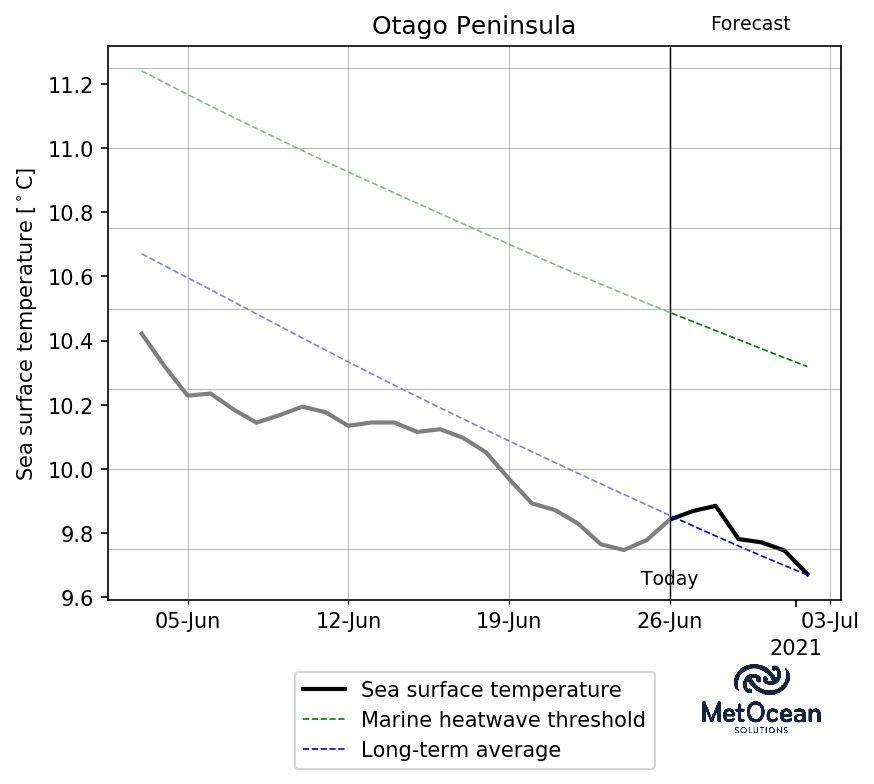 Otago Peninsula
Forecast
Sea surface temperature [°C]
11.2
11.0
10.8
10.6
10.4
10.2
10.0
9.8
9.6
Today
05-Jun
12-Jun
19-Jun
26-Jun
03-Jul
2021
Sea surface temperature
Marine heatwave threshold
Long-term average
MetOcean
SOLUTIONS